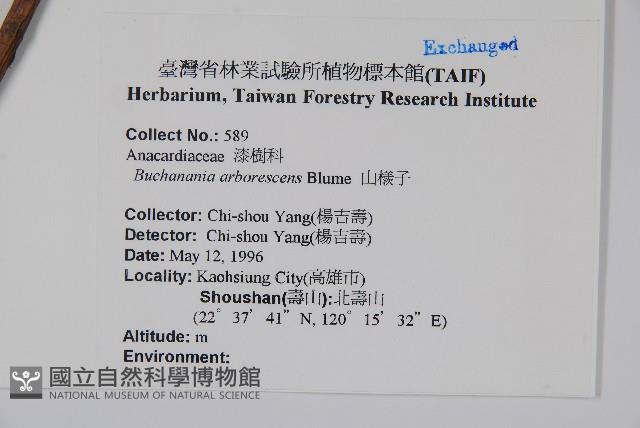 Exchanged
臺灣省林業試驗所植物標本館(TAIF)
Herbarium, Taiwan Forestry Research Institute
Collect No.: 589
Anacardiaceae 漆樹科
Buchanania arborescens Blume 山檨子
Collector: Chi-shou Yang(楊吉壽)
Detector: Chi-shou Yang(楊吉壽)
Date: May 12, 1996
Locality: Kaohsiung City(高雄市)
Shoushan(壽山):北壽山
(22° 37’ 41” N, 120° 15’ 32” E)
Altitude: m
Environment:
國立自然科學博物館
NATIONAL MUSEUM OF NATURAL SCIENCE